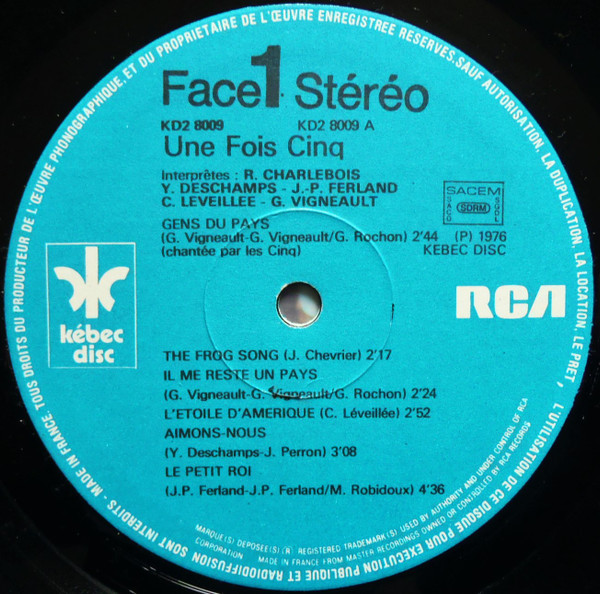 TOUS DROITS DU PRODUCTEUR DE L'ŒUVRE PHONOGRAPHIQUE ET DU PROPRIETAIRE DE L'ŒUVRE ENREGISTREE RESERVES. SAUF AUTORISATION, LA DUPLICATION, LA LOCATION, LE PRET, L'UTILISATION DE CE DISQUE POUR EXECUTION PUBLIQUE ET RADIODIFFUSION SONT INTERDITS - MADE IN FRANCE.
Face 1 Stéréo
KD2 8009 KD2 8009 A
Une Fois Cinq
Interprètes : R. CHARLEBOIS
Y. DESCHAMPS - J.-P. FERLAND
C. LEVEILLEE - G. VIGNEAULT
SACEM
SACD SDRM SGDL
GENS DU PAYS
(G. Vigneault-G. Vigneault/G. Rochon) 2'44 (P) 1976
(chantée par les Cinq) KEBEC DISC
kébec
disc
RCA
THE FROG SONG (J. Chevrier) 2'17
IL ME RESTE UN PAYS
(G. Vigneault-G. Vigneault/G. Rochon) 2'24
L'ETOILE D'AMERIQUE (C. Léveillée) 2'52
AIMONS-NOUS
(Y. Deschamps-J. Perron) 3'08
LE PETIT ROI
(J.P. Ferland-J.P. Ferland/M. Robidoux) 4'36
MARQUE(S) DEPOSEE(S) (R) REGISTERED TRADEMARK(S) USED BY AUTHORITY AND UNDER CONTROL OF RCA
CORPORATION MADE IN FRANCE FROM MASTER RECORDINGS OWNED OR CONTROLLED BY RCA RECORDS